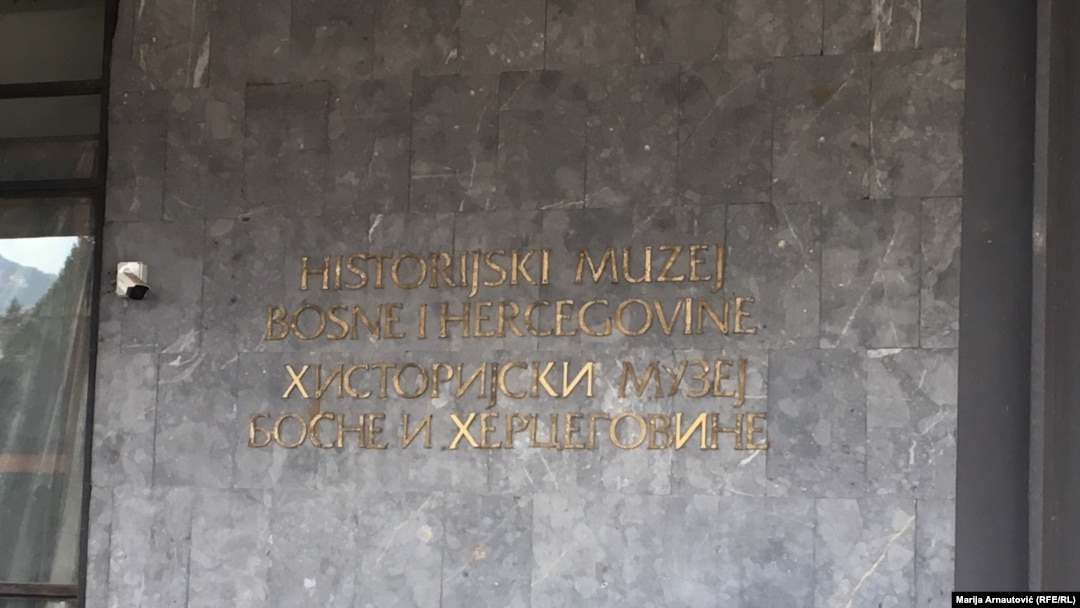 HISTORIJSKI MUZEJ
BOSNE I HERCEGOVINE
ХИСТОРИЈСКИ МУЗЕЈ
БОСНЕ И ХЕРЦЕГОВИНЕ
Marija Arnautović (RFE/RL)